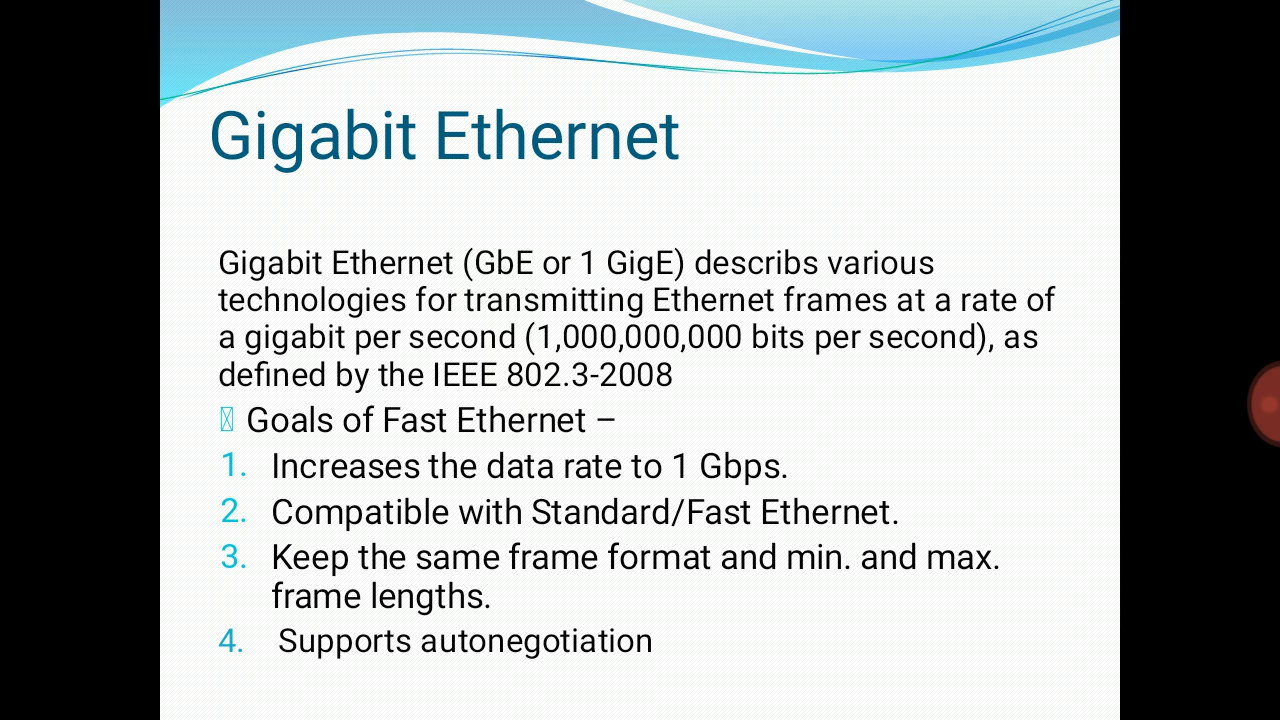 Gigabit Ethernet
Gigabit Ethernet (GbE or 1 GigE) describs various
technologies for transmitting Ethernet frames at a rate of
a gigabit per second (1,000,000,000 bits per second), as
defined by the IEEE 802.3-2008
Goals of Fast Ethernet –
1. Increases the data rate to 1 Gbps.
2. Compatible with Standard/Fast Ethernet.
3. Keep the same frame format and min. and max.
frame lengths.
4. Supports autonegotiation